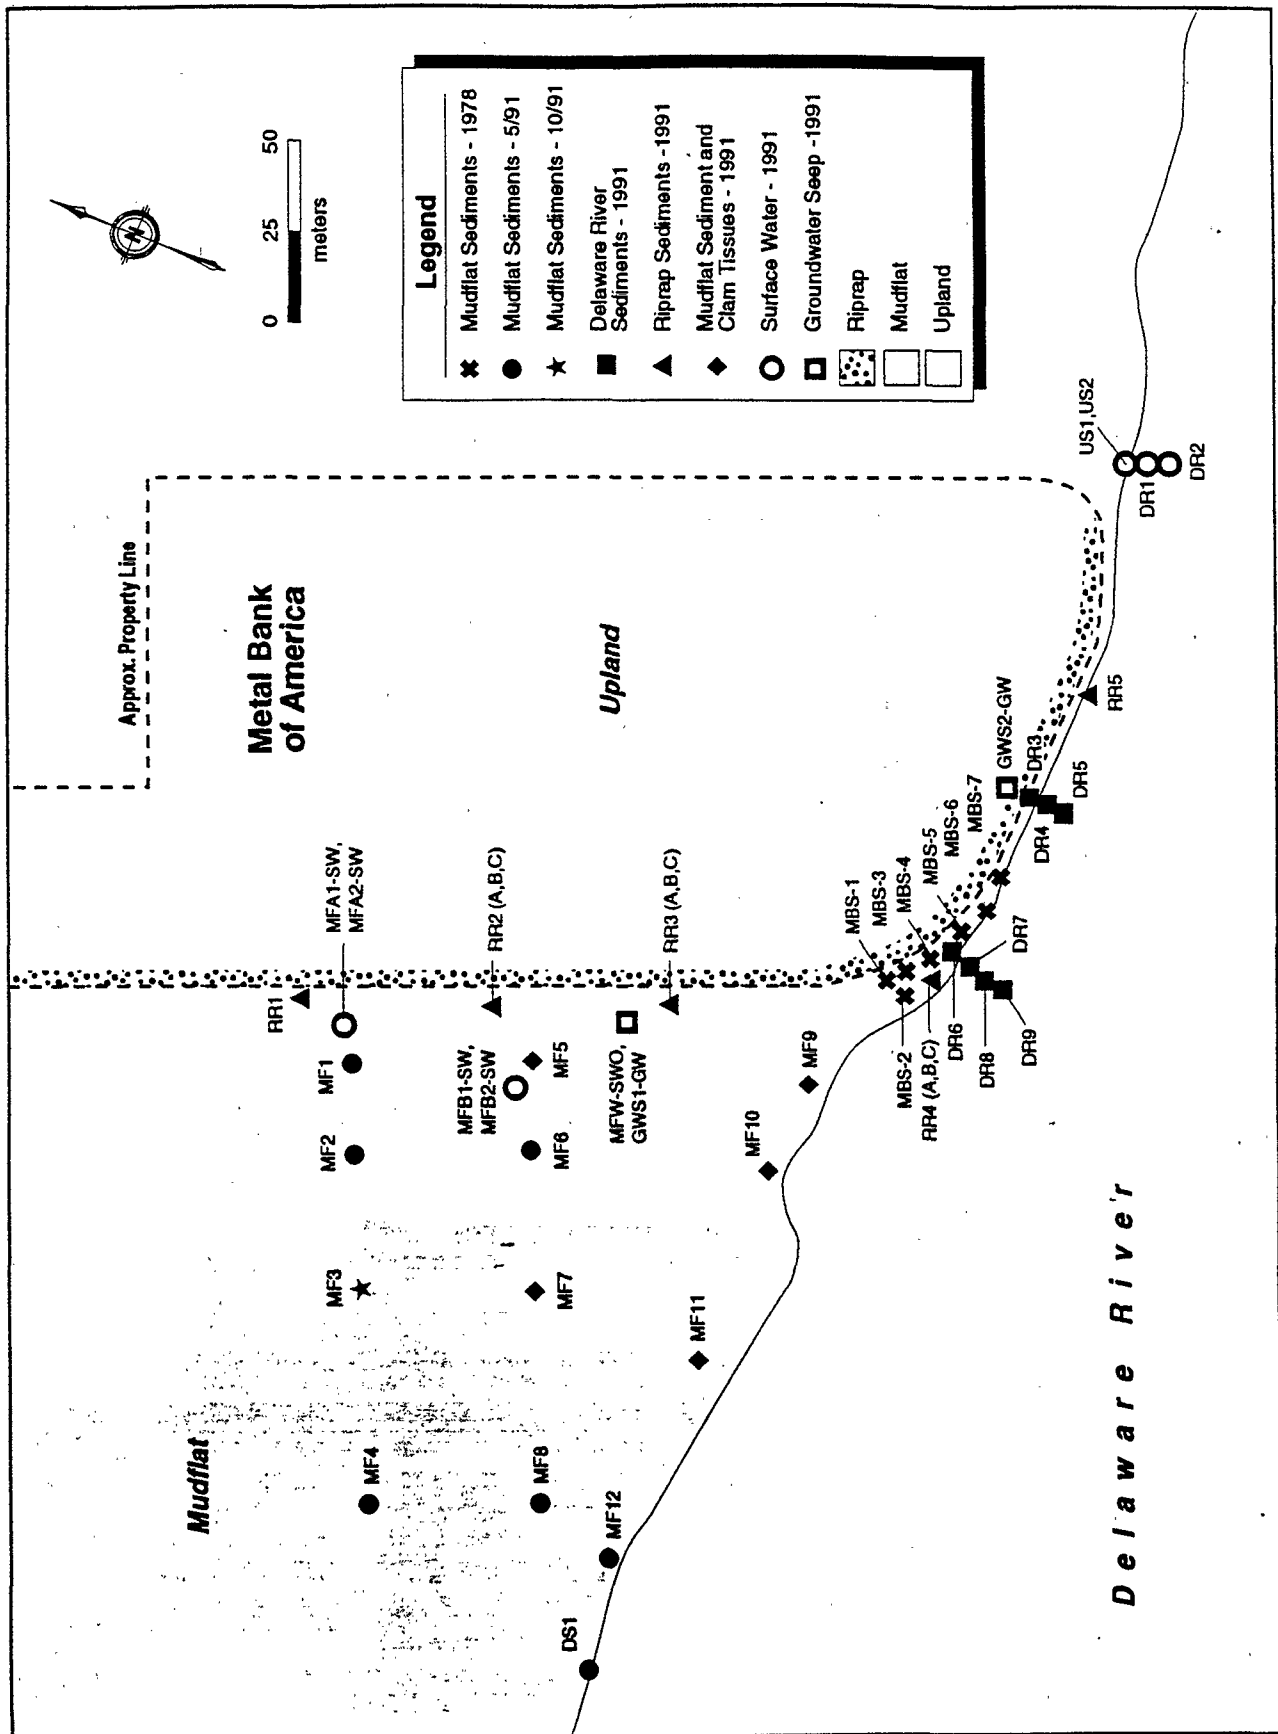 Mudflat
Metal Bank
of America
Approx. Property Line
Upland
Delaware River
N
0
25
50
meters
Legend
Mudflat Sediments - 1978
Mudflat Sediments - 5/91
Mudflat Sediments - 10/91
Delaware River
Sediments - 1991
Riprap Sediments -1991
Mudflat Sediment and
Clam Tissues - 1991
Surface Water - 1991
Groundwater Seep -1991
Riprap
Mudflat
Upland
RR1
MFA1-SW,
MFA2-SW
MF1
MF2
MF3
MF4
RR2 (A,B,C)
MFB1-SW,
MFB2-SW
MF5
MF6
MF7
MF8
MFW-SWO,
GWS1-GW
RR3 (A,B,C)
MF9
MF10
MF11
MF12
DS1
MBS-1
MBS-3
MBS-4
MBS-5
MBS-6
MBS-7
MBS-2
RR4 (A,B,C)
DR6
DR8
DR9
DR7
GWS2-GW
DR3
DR4
DR5
RR5
US1,US2
DR1
DR2